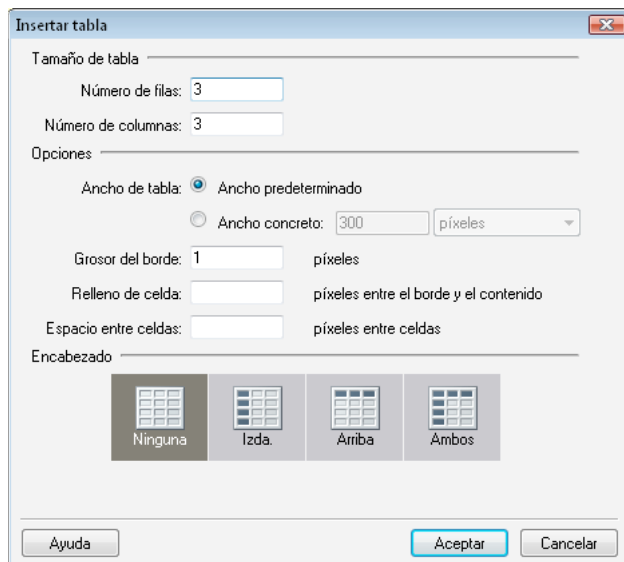 Insertar tabla
Tamaño de tabla
Número de filas: 3
Número de columnas: 3
Opciones
Ancho de tabla: Ancho predeterminado
Ancho concreto: 300 píxeles
Grosor del borde: 1 píxeles
Relleno de celda: píxeles entre el borde y el contenido
Espacio entre celdas: píxeles entre celdas
Encabezado
Ninguna Izda. Arriba Ambos
Ayuda Aceptar Cancelar